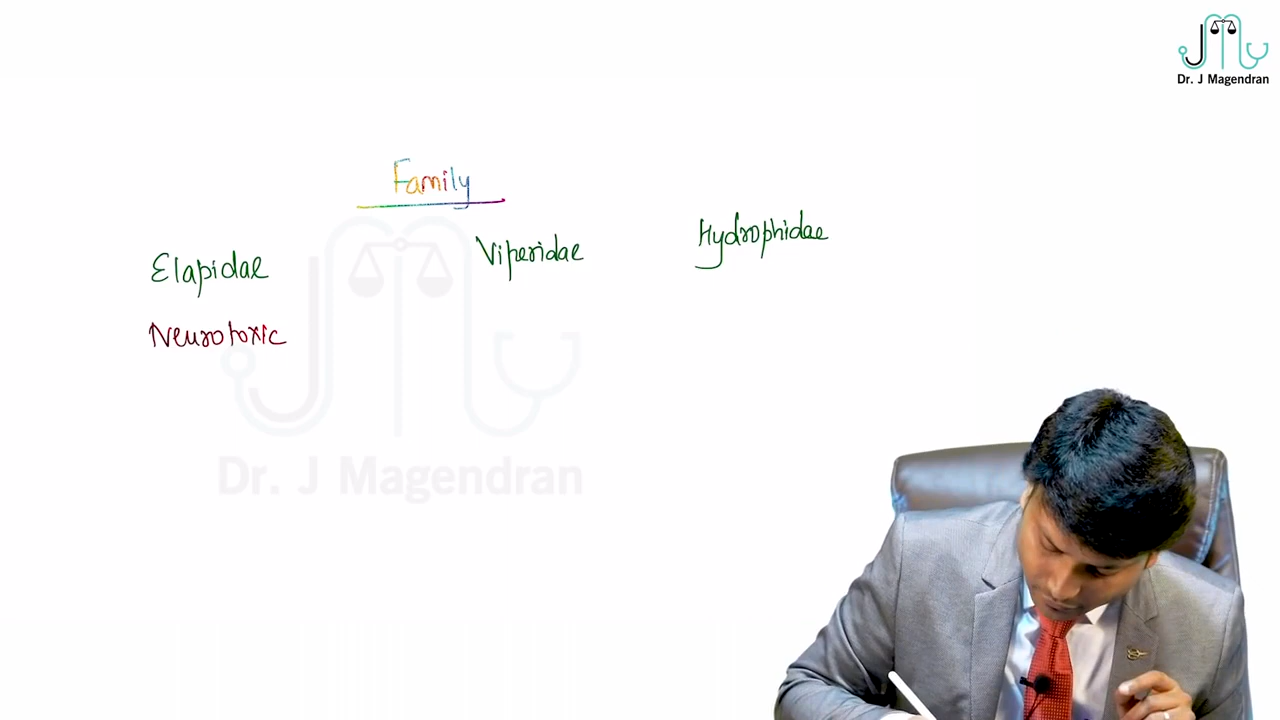 Dr. J Magendran
Family
Elapidae Viperidae Hydrophidae
Neurotoxic
Dr. J Magendran